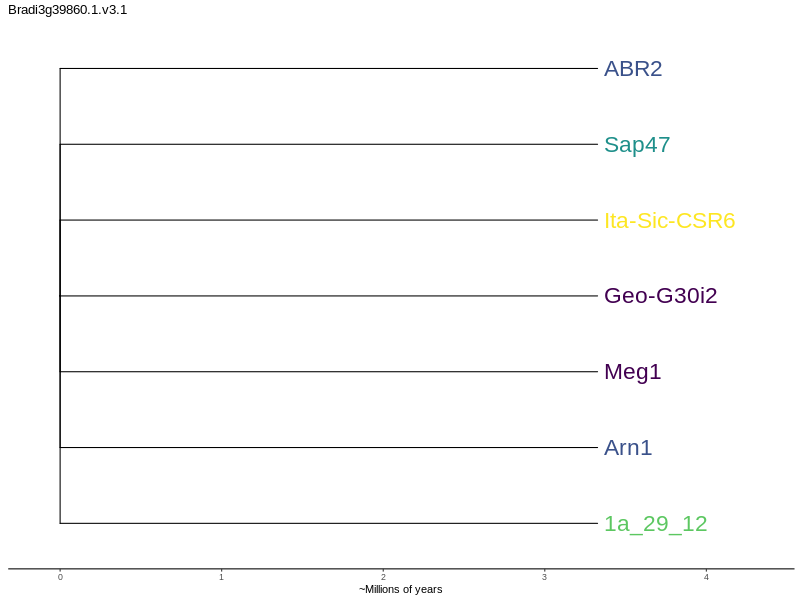 Bradi3g39860.1.v3.1
ABR2
Sap47
Ita-Sic-CSR6
Geo-G30i2
Meg1
Arn1
1a_29_12
0 1 2 3 4
~Millions of years